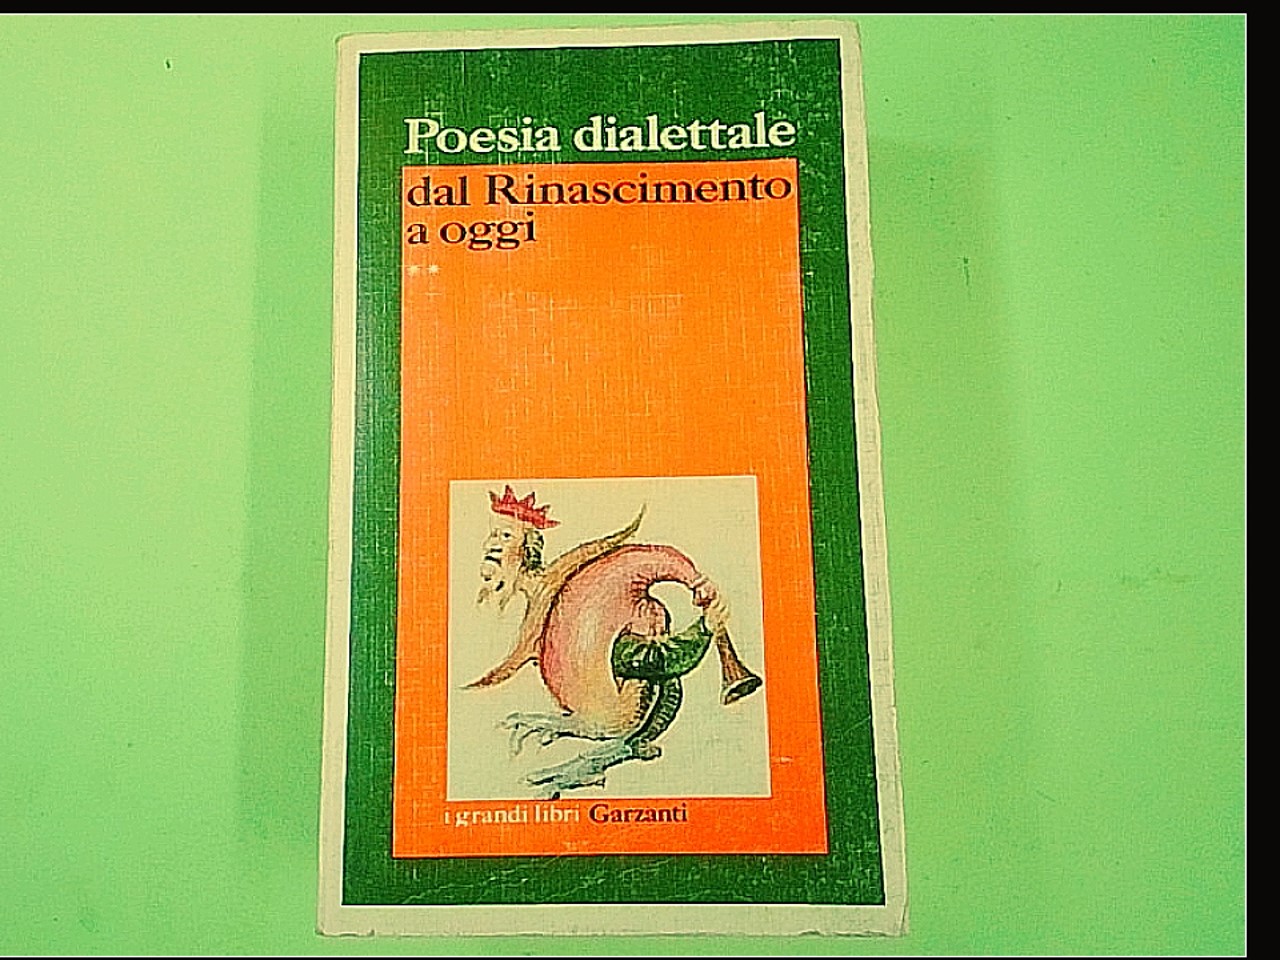 Poesia dialettale
dal Rinascimento
a oggi
**
i grandi libri Garzanti